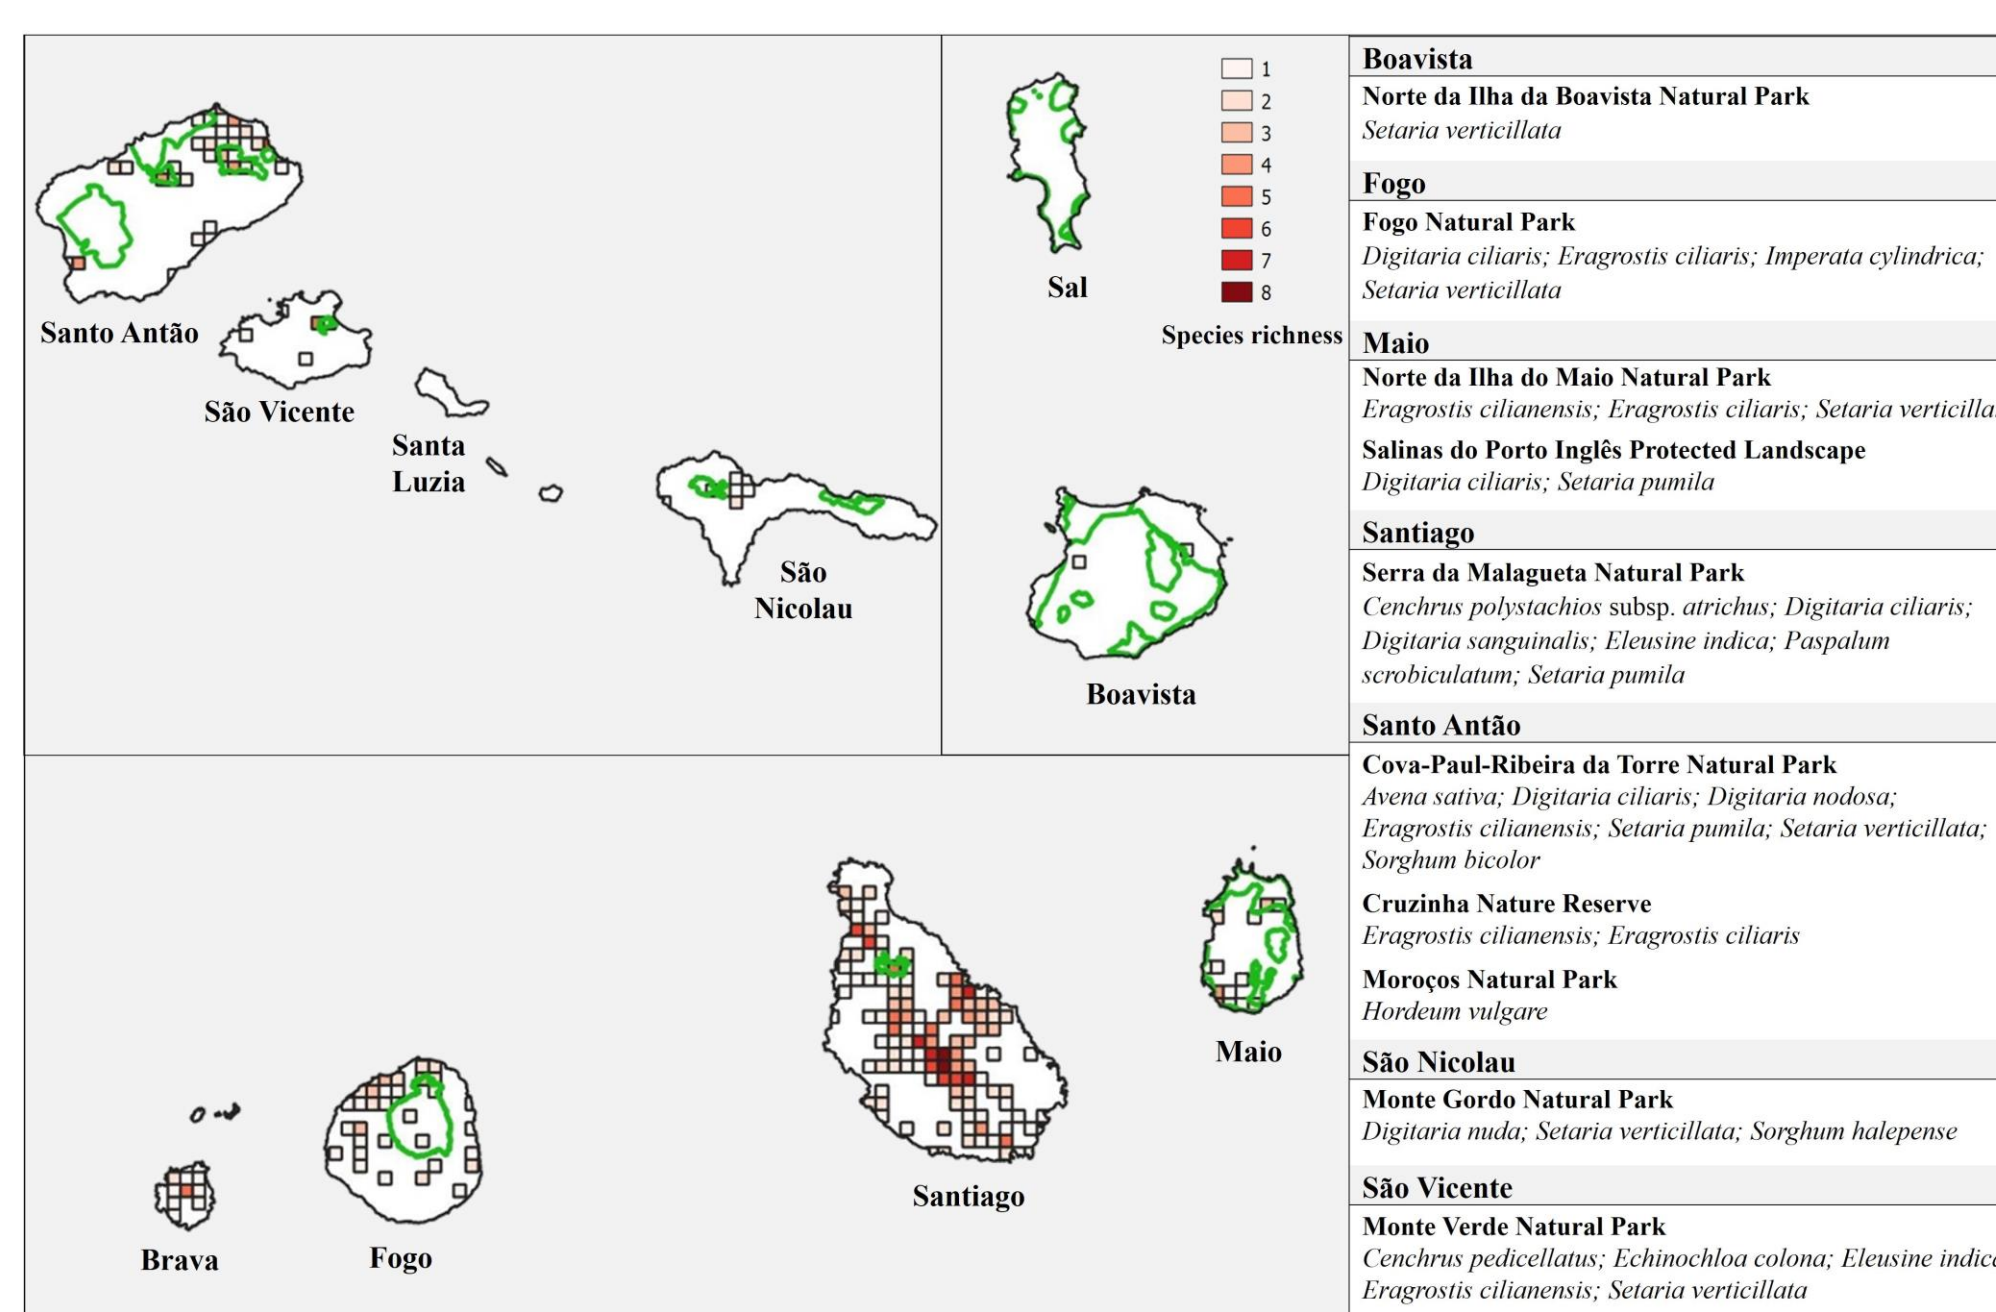 Santo Antão
São Vicente
Santa
Luzia
São
Nicolau
Sal
1
2
3
4
5
6
7
8
Species richness
Boavista
Brava
Fogo
Santiago
Maio
Boavista
Norte da Ilha da Boavista Natural Park
Setaria verticillata
Fogo
Fogo Natural Park
Digitaria ciliaris; Eragrostis ciliaris; Imperata cylindrica;
Setaria verticillata
Maio
Norte da Ilha do Maio Natural Park
Eragrostis cilianensis; Eragrostis ciliaris; Setaria verticilla
Salinas do Porto Inglês Protected Landscape
Digitaria ciliaris; Setaria pumila
Santiago
Serra da Malagueta Natural Park
Cenchrus polystachios subsp. atrichus; Digitaria ciliaris;
Digitaria sanguinalis; Eleusine indica; Paspalum
scrobiculatum; Setaria pumila
Santo Antão
Cova-Paul-Ribeira da Torre Natural Park
Avena sativa; Digitaria ciliaris; Digitaria nodosa;
Eragrostis cilianensis; Setaria pumila; Setaria verticillata;
Sorghum bicolor
Cruzinha Nature Reserve
Eragrostis cilianensis; Eragrostis ciliaris
Moroços Natural Park
Hordeum vulgare
São Nicolau
Monte Gordo Natural Park
Digitaria nuda; Setaria verticillata; Sorghum halepense
São Vicente
Monte Verde Natural Park
Cenchrus pedicellatus; Echinochloa colona; Eleusine indic
Eragrostis cilianensis; Setaria verticillata